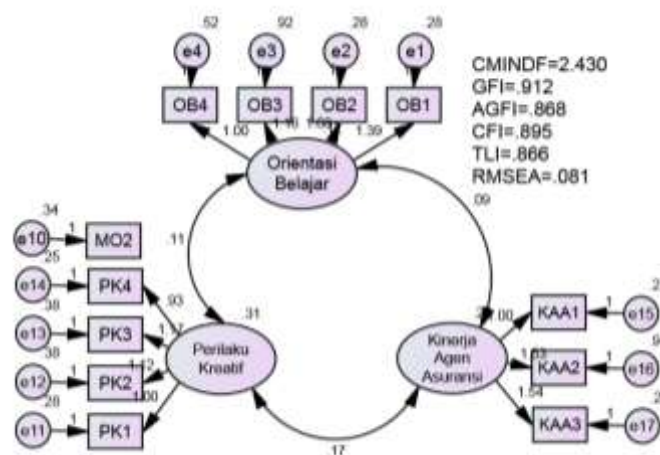 .52 .92 .26 .28
e4 e3 e2 e1
OB4 OB3 OB2 OB1
1.00 1.39
Orientasi
Belajar
CMINDF=2.430
GFI=.912
AGFI=.868
CFI=.895
TLI=.866
RMSEA=.081
.11
.09
.34
e10 1 MO2
.25
e14 1 PK4
.38
e13 1 PK3
.38
e12 1 PK2
.28
e11 1 PK1
.93
1.00
.31
Perilaku
Kreatif
Kinerja
Agen
Asuransi
.17
KAA1 1 e15
KAA2 1 e16
1.54
KAA3 1 e17